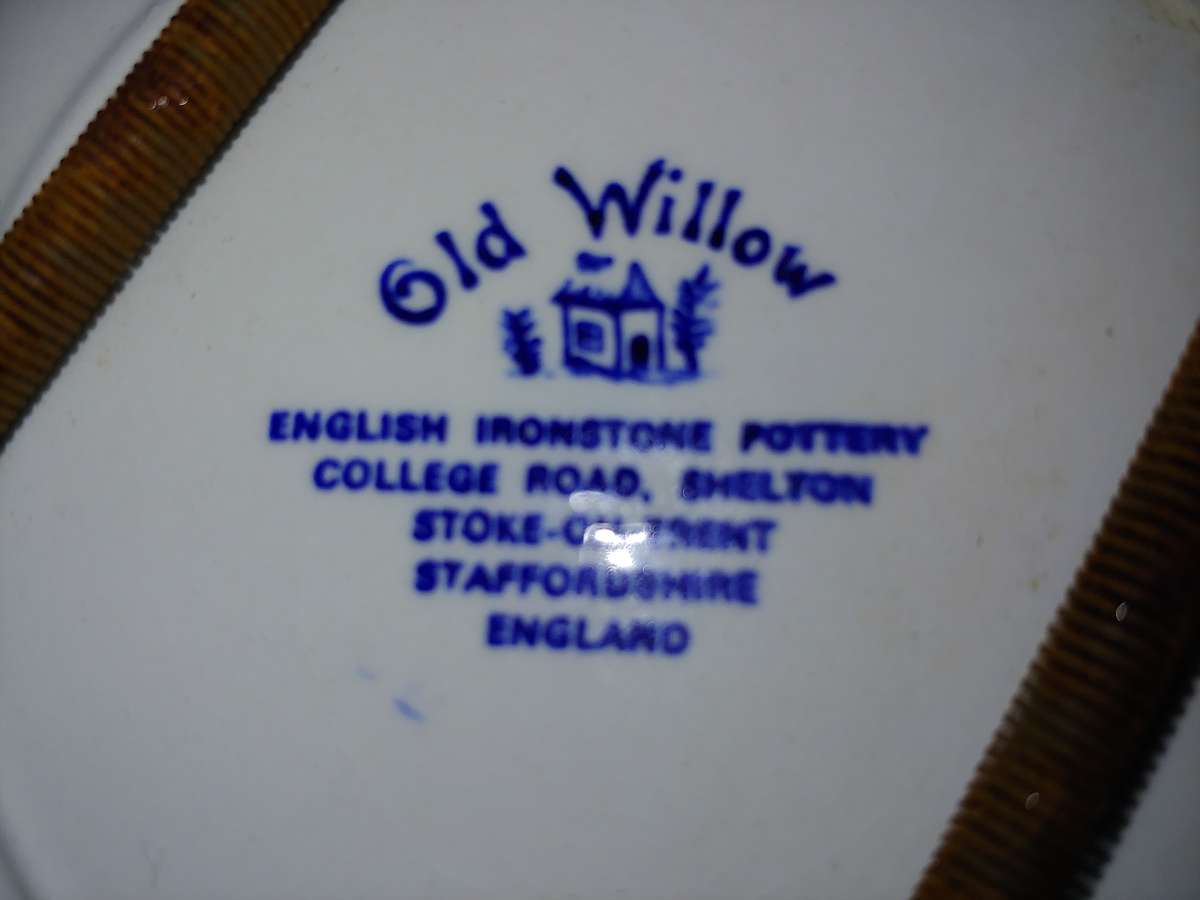 Old Willow
ENGLISH IRONSTONE POTTERY
COLLEGE ROAD, SHELTON
STOKE-ON-TRENT
STAFFORDSHIRE
ENGLAND